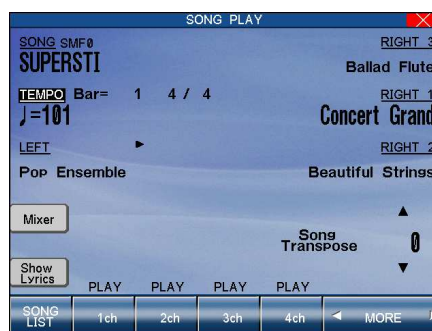 SONG PLAY
SONG SMF0 RIGHT 3
SUPERSTI Ballad Flute
TEMPO Bar= 1 4 / 4 RIGHT 1
♩=101 Concert Grand
LEFT RIGHT 2
Pop Ensemble Beautiful Strings
Mixer
Song Transpose 0
Show Lyrics
PLAY PLAY PLAY PLAY
SONG LIST 1ch 2ch 3ch 4ch MORE